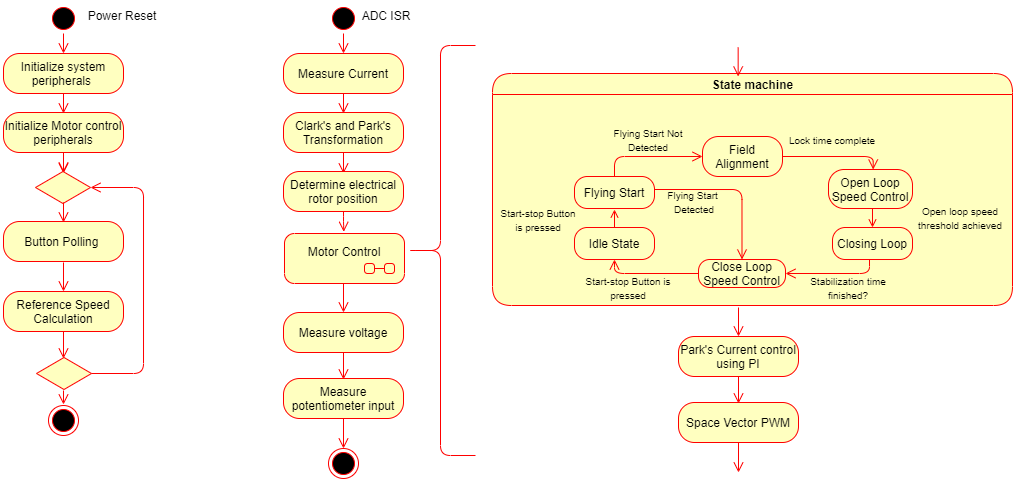 Power Reset
Initialize system
peripherals
Initialize Motor control
peripherals
Button Polling
Reference Speed
Calculation
ADC ISR
Measure Current
Clark's and Park's
Transformation
Determine electrical
rotor position
Motor Control
Measure voltage
Measure
potentiometer input
State machine
Flying Start Not
Detected
Field
Alignment
Lock time complete
Flying Start
Flying Start
Detected
Open Loop
Speed Control
Start-stop Button
is pressed
Open loop speed
threshold achieved
Idle State
Closing Loop
Close Loop
Speed Control
Start-stop Button is
pressed
Stabilization time
finished?
Park's Current control
using PI
Space Vector PWM